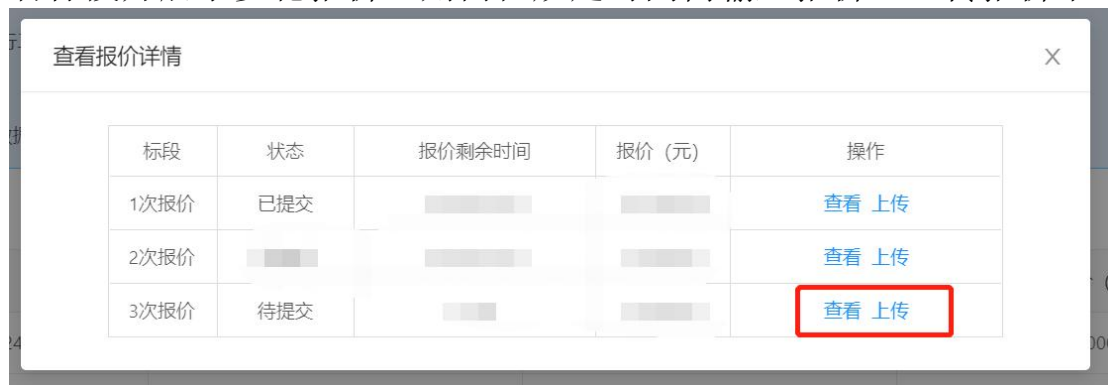 查看报价详情
标段 状态 报价剩余时间 报价（元） 操作
1次报价 已提交 查看 上传
2次报价 查看 上传
3次报价 待提交 查看 上传